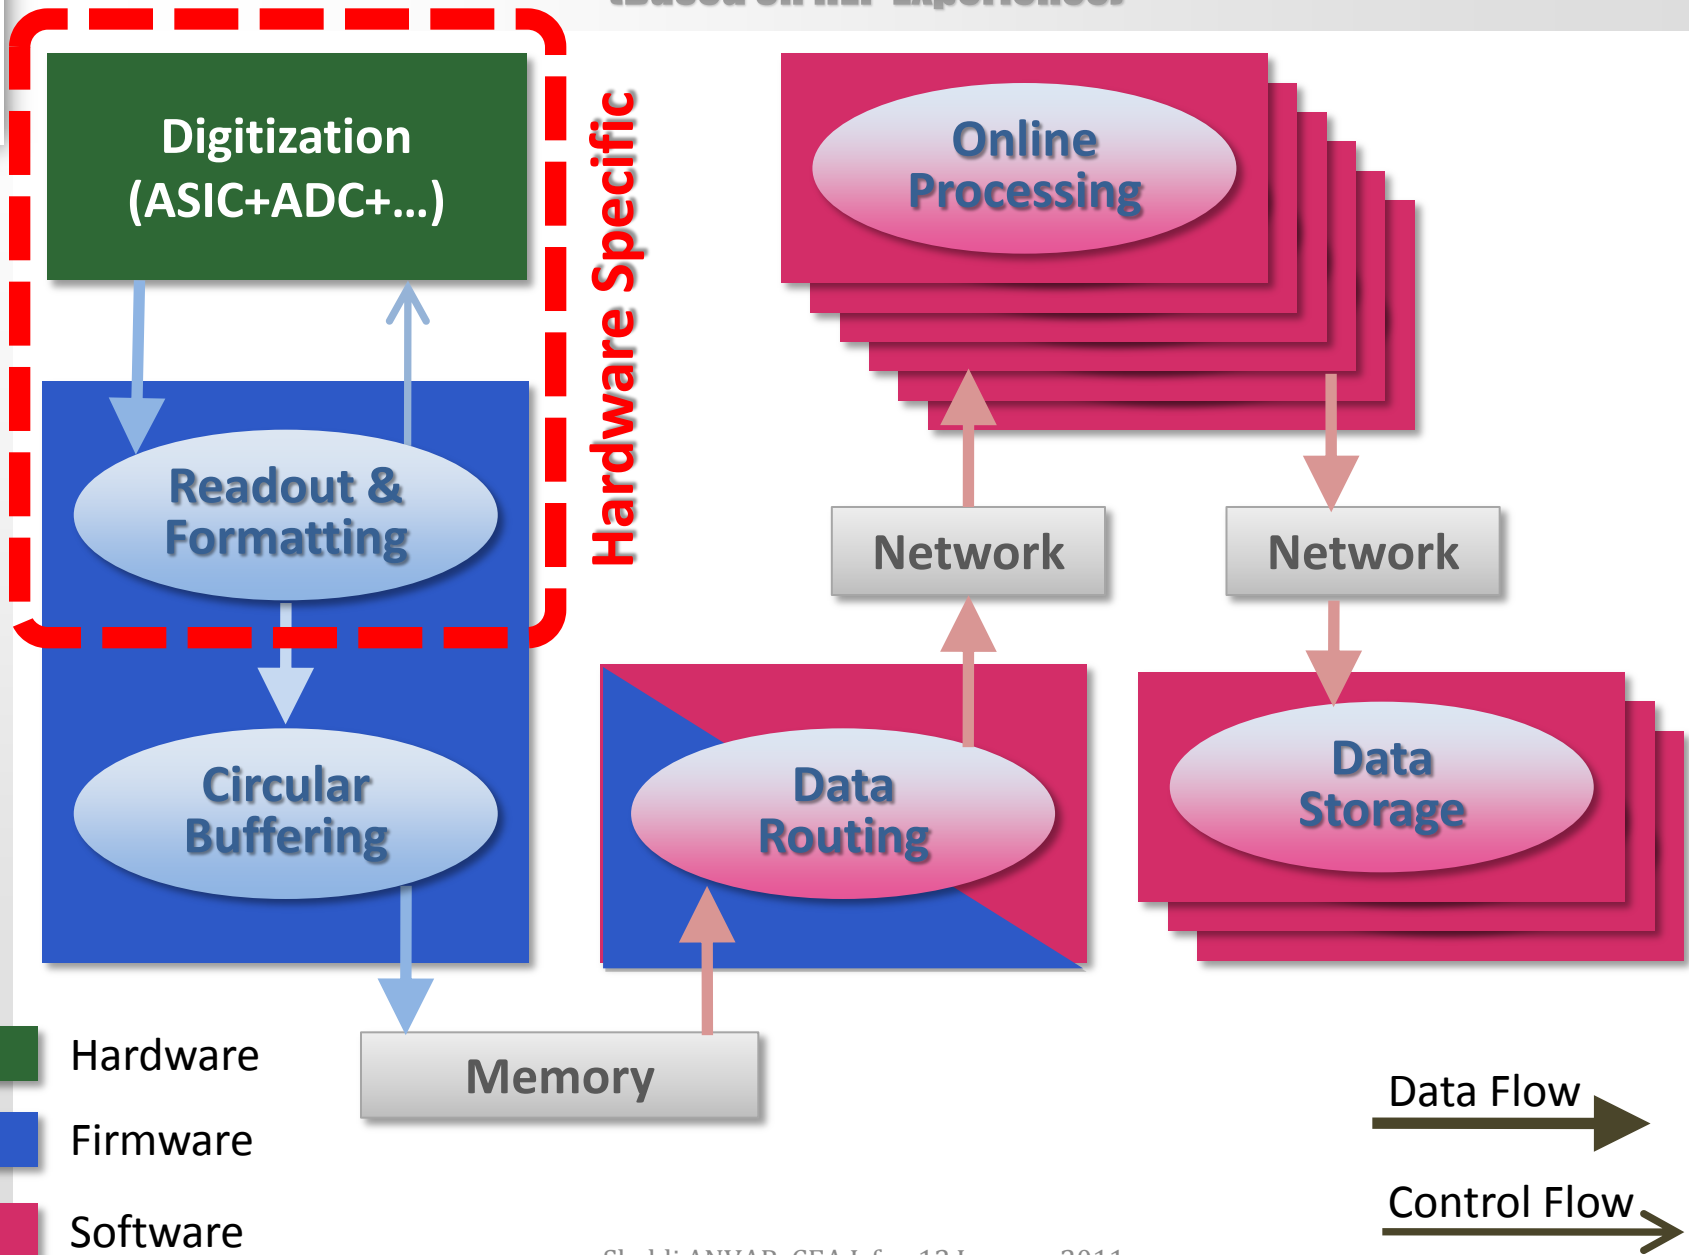 Digitization
(ASIC+ADC+...)
Hardware Specific
Readout &
Formatting
Circular
Buffering
Memory
Data
Routing
Network
Online
Processing
Network
Data
Storage
Hardware
Firmware
Software
Data Flow
Control Flow